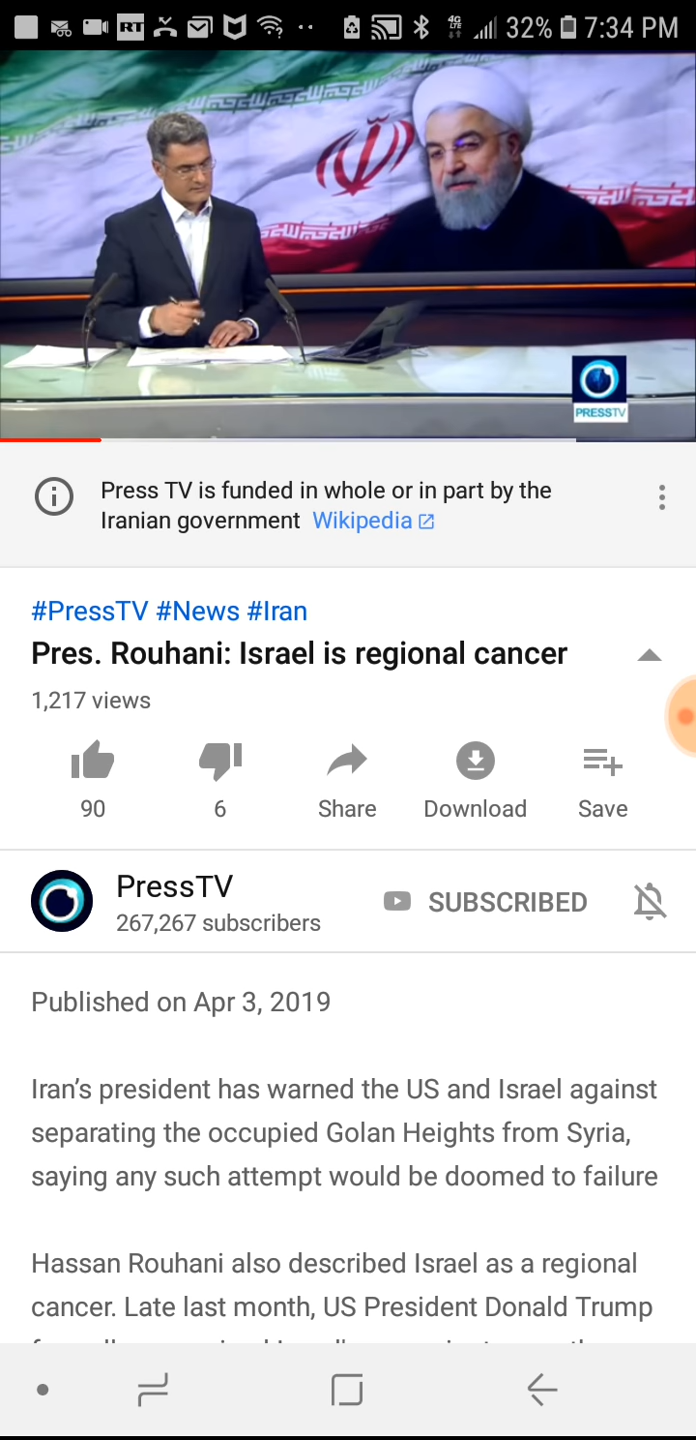 RT
4G
LTE
32%
7:34 PM
PRESSTV
Press TV is funded in whole or in part by the
Iranian government Wikipedia
#PressTV #News #Iran
Pres. Rouhani: Israel is regional cancer
1,217 views
90
6
Share
Download
Save
PressTV
267,267 subscribers
SUBSCRIBED
Published on Apr 3, 2019
Iran’s president has warned the US and Israel against
separating the occupied Golan Heights from Syria,
saying any such attempt would be doomed to failure
Hassan Rouhani also described Israel as a regional
cancer. Late last month, US President Donald Trump